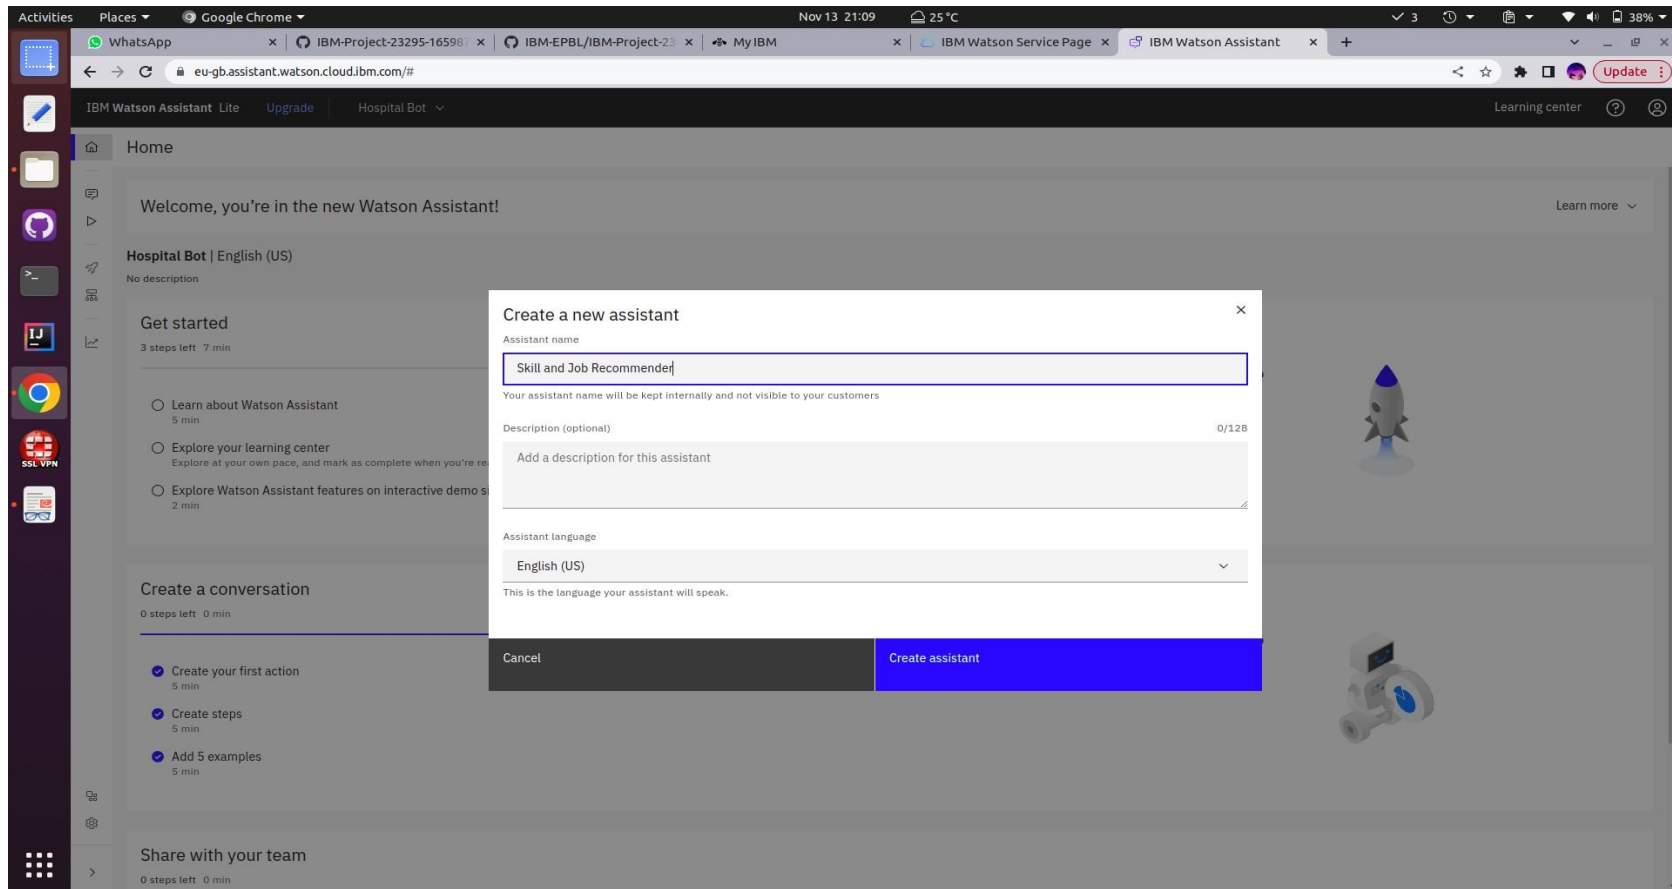 Activities Places Google Chrome Nov 13 21:09 25 °C 3 38%
WhatsApp IBM-Project-23295-16598 IBM-EPBL/IBM-Project-23 My IBM IBM Watson Service Page IBM Watson Assistant
eu-gb.assistant.watson.cloud.ibm.com/# Update
IBM Watson Assistant Lite Upgrade Hospital Bot Learning center
Home
Welcome, you're in the new Watson Assistant!
Learn more
Hospital Bot | English (US)
No description
Get started
3 steps left 7 min
Learn about Watson Assistant
5 min
Explore your learning center
Explore at your own pace, and mark as complete when you're re
Explore Watson Assistant features on interactive demo si
2 min
Create a new assistant
Assistant name
Skill and Job Recommender
Your assistant name will be kept internally and not visible to your customers
Description (optional) 0/128
Add a description for this assistant
Assistant language
English (US)
This is the language your assistant will speak.
Cancel Create assistant
Create a conversation
0 steps left 0 min
Create your first action
5 min
Create steps
5 min
Add 5 examples
5 min
Share with your team
0 steps left 0 min
>_
IJ
SSL VPN